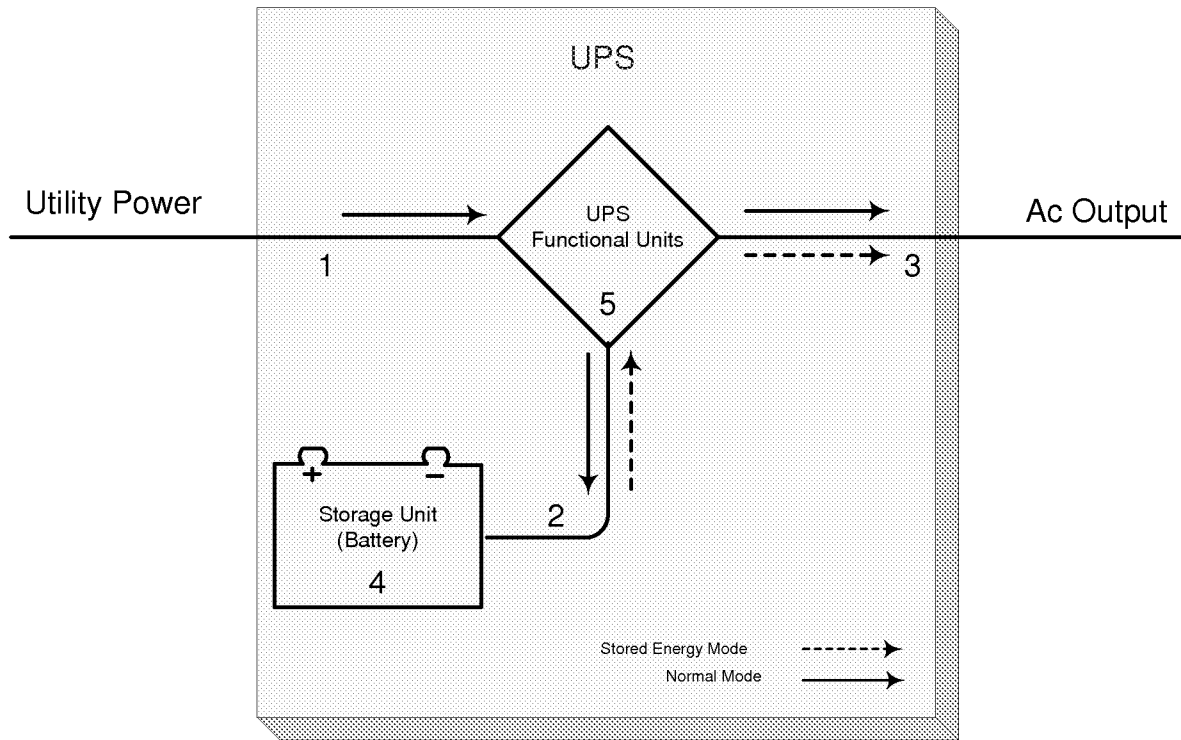 UPS
Utility Power
UPS
Functional Units
Ac Output
1
3
5
+
-
Storage Unit
(Battery)
2
4
Stored Energy Mode
Normal Mode